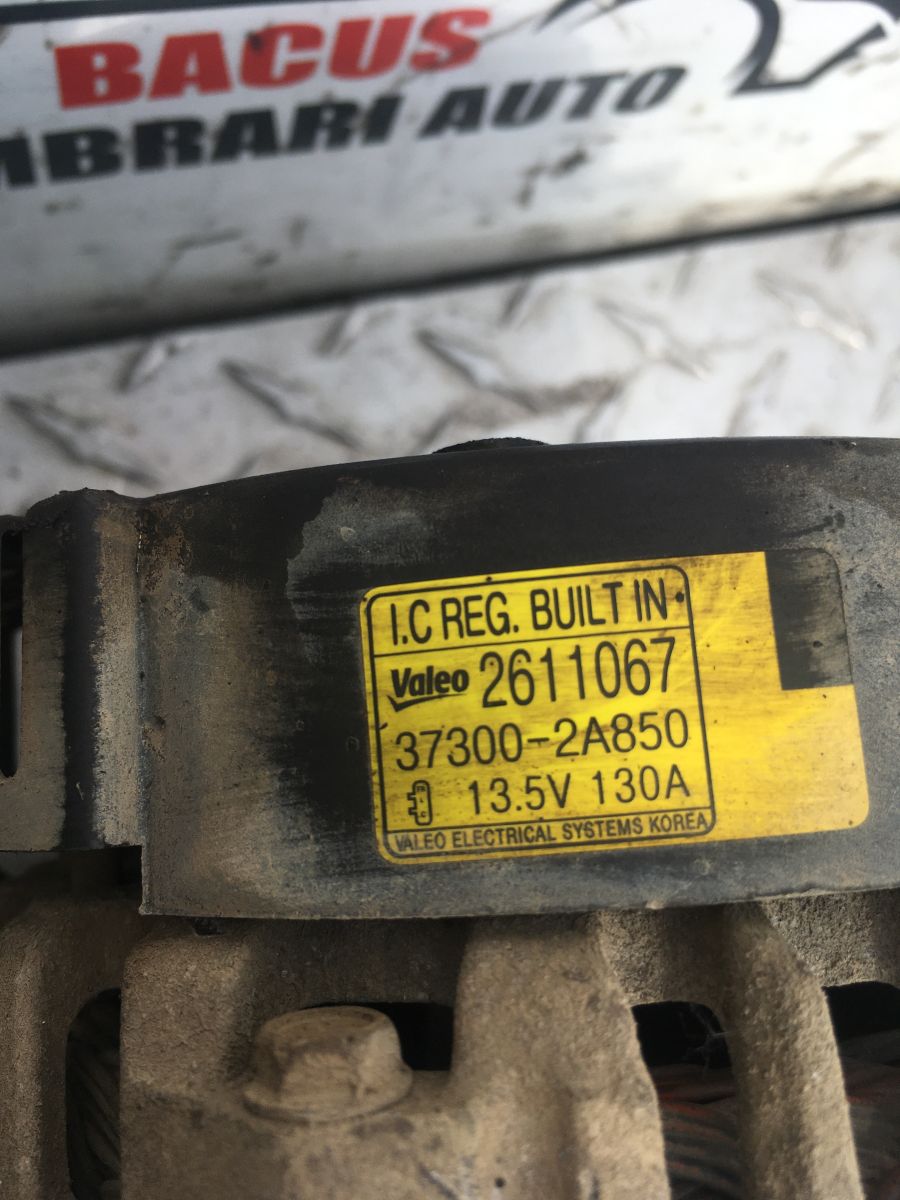 BACUS
MBRARI AUTO
I.C REG. BUILT IN
Valeo 2611067
37300-2A850
13.5V 130A
VALEO ELECTRICAL SYSTEMS KOREA